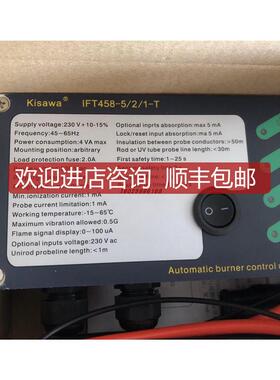 Kisawa® IFT458-5/2/1-T
Supply voltage:230 V+10-15%
Frequency:45~65Hz
Power consumption:4 VA max
Mounting position:arbitrary
Load protection fuse:2.0A
Optional inprts absorption:max 5 mA
Lock/reset input absorption:ma 5 mA
Insulation between probe conductors:>50m
Rod or UV tube probe line length:<30m
First safety time:1~25 s
欢迎进店咨询 顺丰包邮
Min.ionization current:1 mA
Probe current limitation:1 mA
Working temperature:-15~65℃
Maximum vibration allowed:0.5G
Flame signal display:0~100 uA
Optional inputs voltage:230 V ac
Unirod probeline length:<1m
Automatic burner control